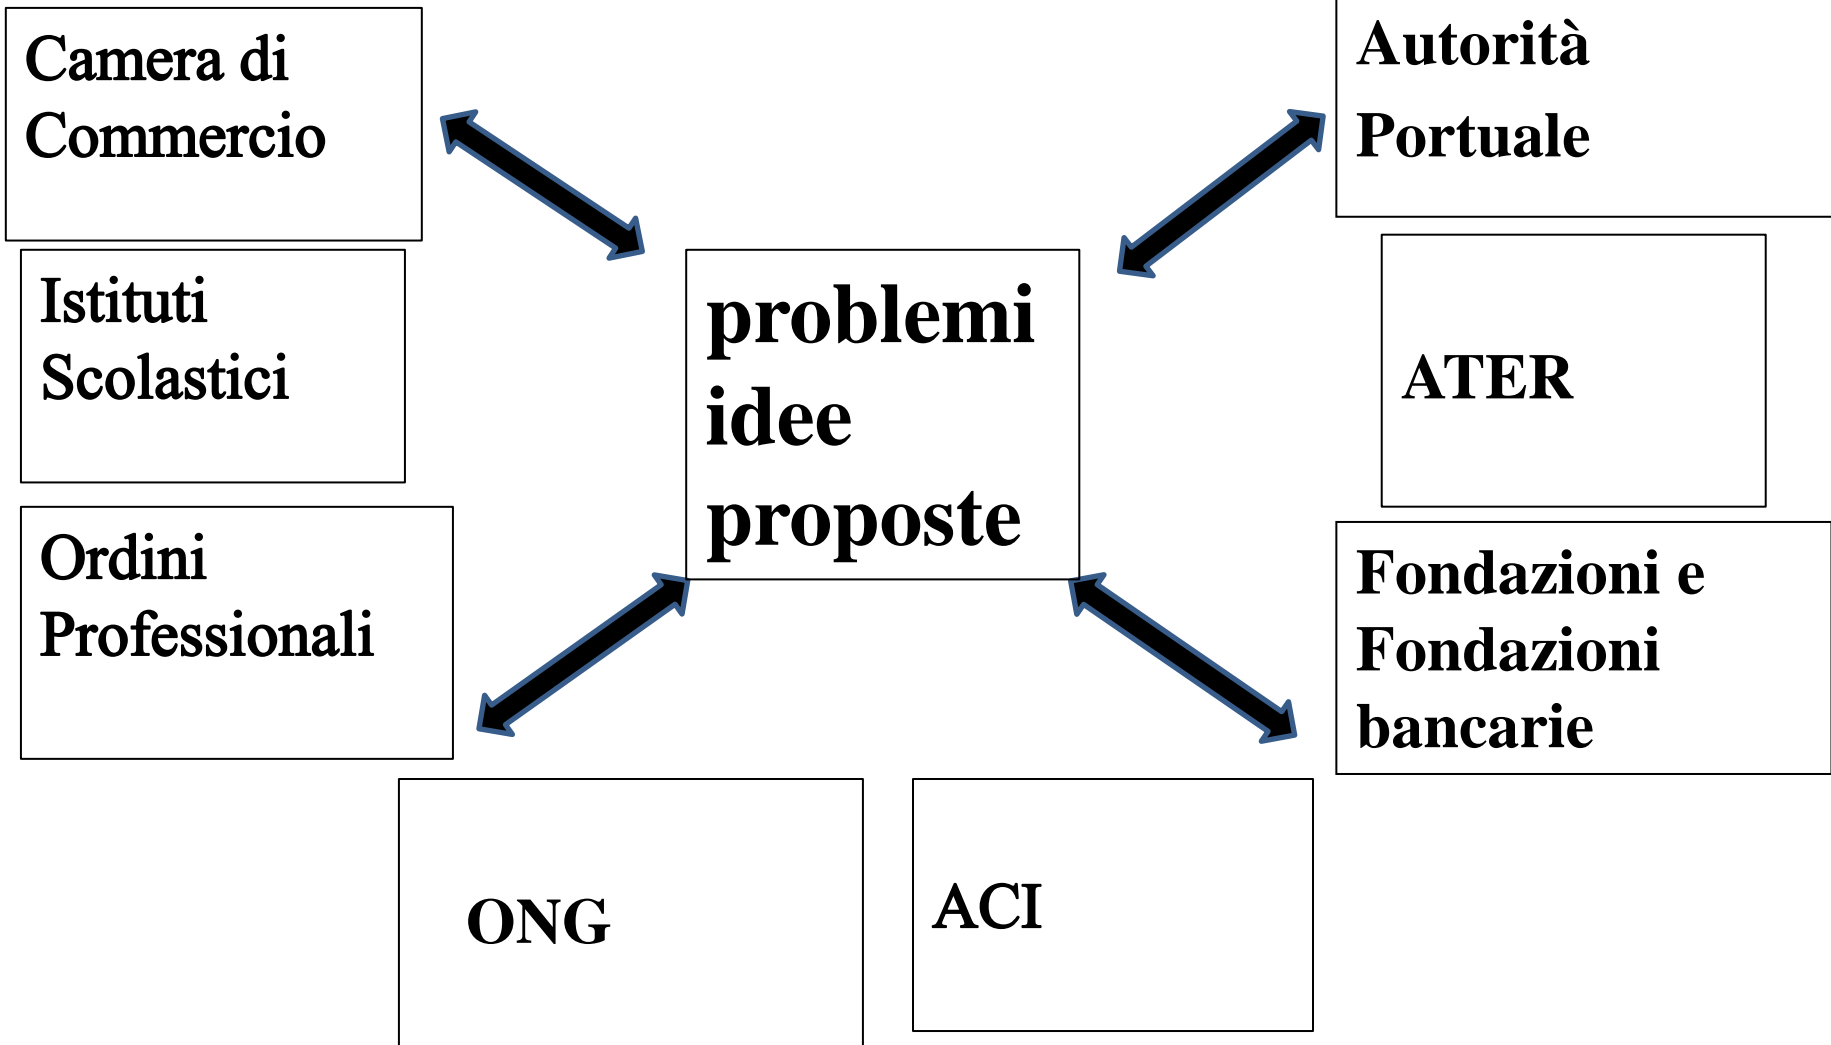 Camera di
Commercio
Istituti
Scolastici
Ordini
Professionali
problemi
idee
proposte
Autorità
Portuale
ATER
Fondazioni e
Fondazioni
bancarie
ONG
ACI